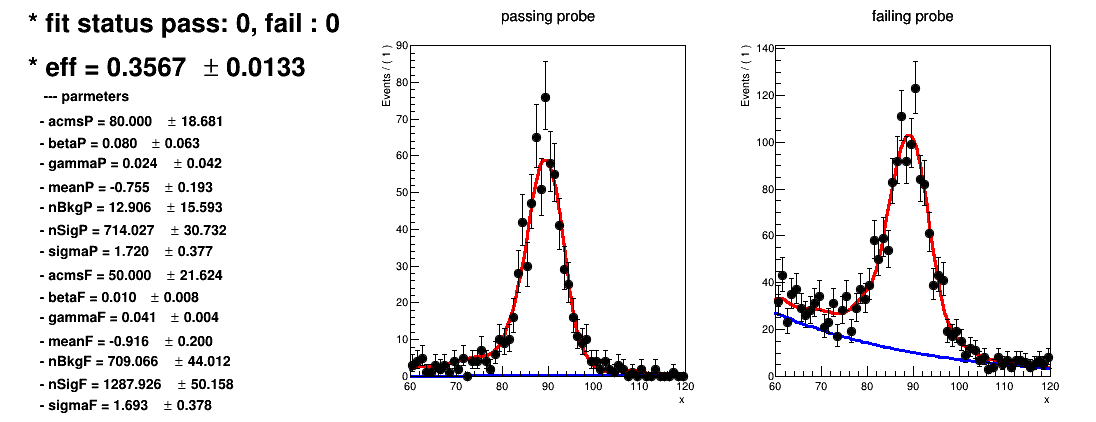 * fit status pass: 0, fail : 0
* eff = 0.3567 ± 0.0133
--- parmeters
- acmsP = 80.000 ± 18.681
- betaP = 0.080 ± 0.063
- gammaP = 0.024 ± 0.042
- meanP = -0.755 ± 0.193
- nBkgP = 12.906 ± 15.593
- nSigP = 714.027 ± 30.732
- sigmaP = 1.720 ± 0.377
- acmsF = 50.000 ± 21.624
- betaF = 0.010 ± 0.008
- gammaF = 0.041 ± 0.004
- meanF = -0.916 ± 0.200
- nBkgF = 709.066 ± 44.012
- nSigF = 1287.926 ± 50.158
- sigmaF = 1.693 ± 0.378
passing probe
Events / ( 1 )
90
80
70
60
50
40
30
20
10
0
60 70 80 90 100 110 120
x
failing probe
Events / ( 1 )
140
120
100
80
60
40
20
0
60 70 80 90 100 110 120
x